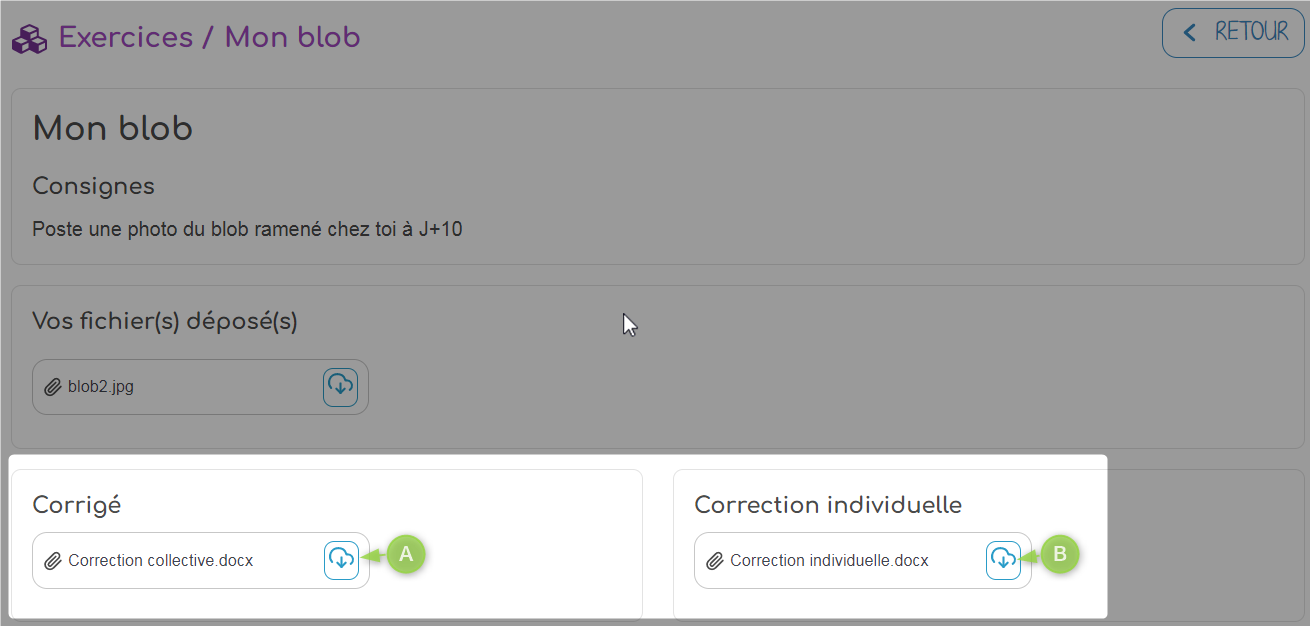 Exercices / Mon blob
RETOUR
Mon blob
Consignes
Poste une photo du blob ramené chez toi à J+10
Vos fichier(s) déposé(s)
blob2.jpg
Corrigé
Correction collective.docx
A
Correction individuelle
Correction individuelle.docx
B